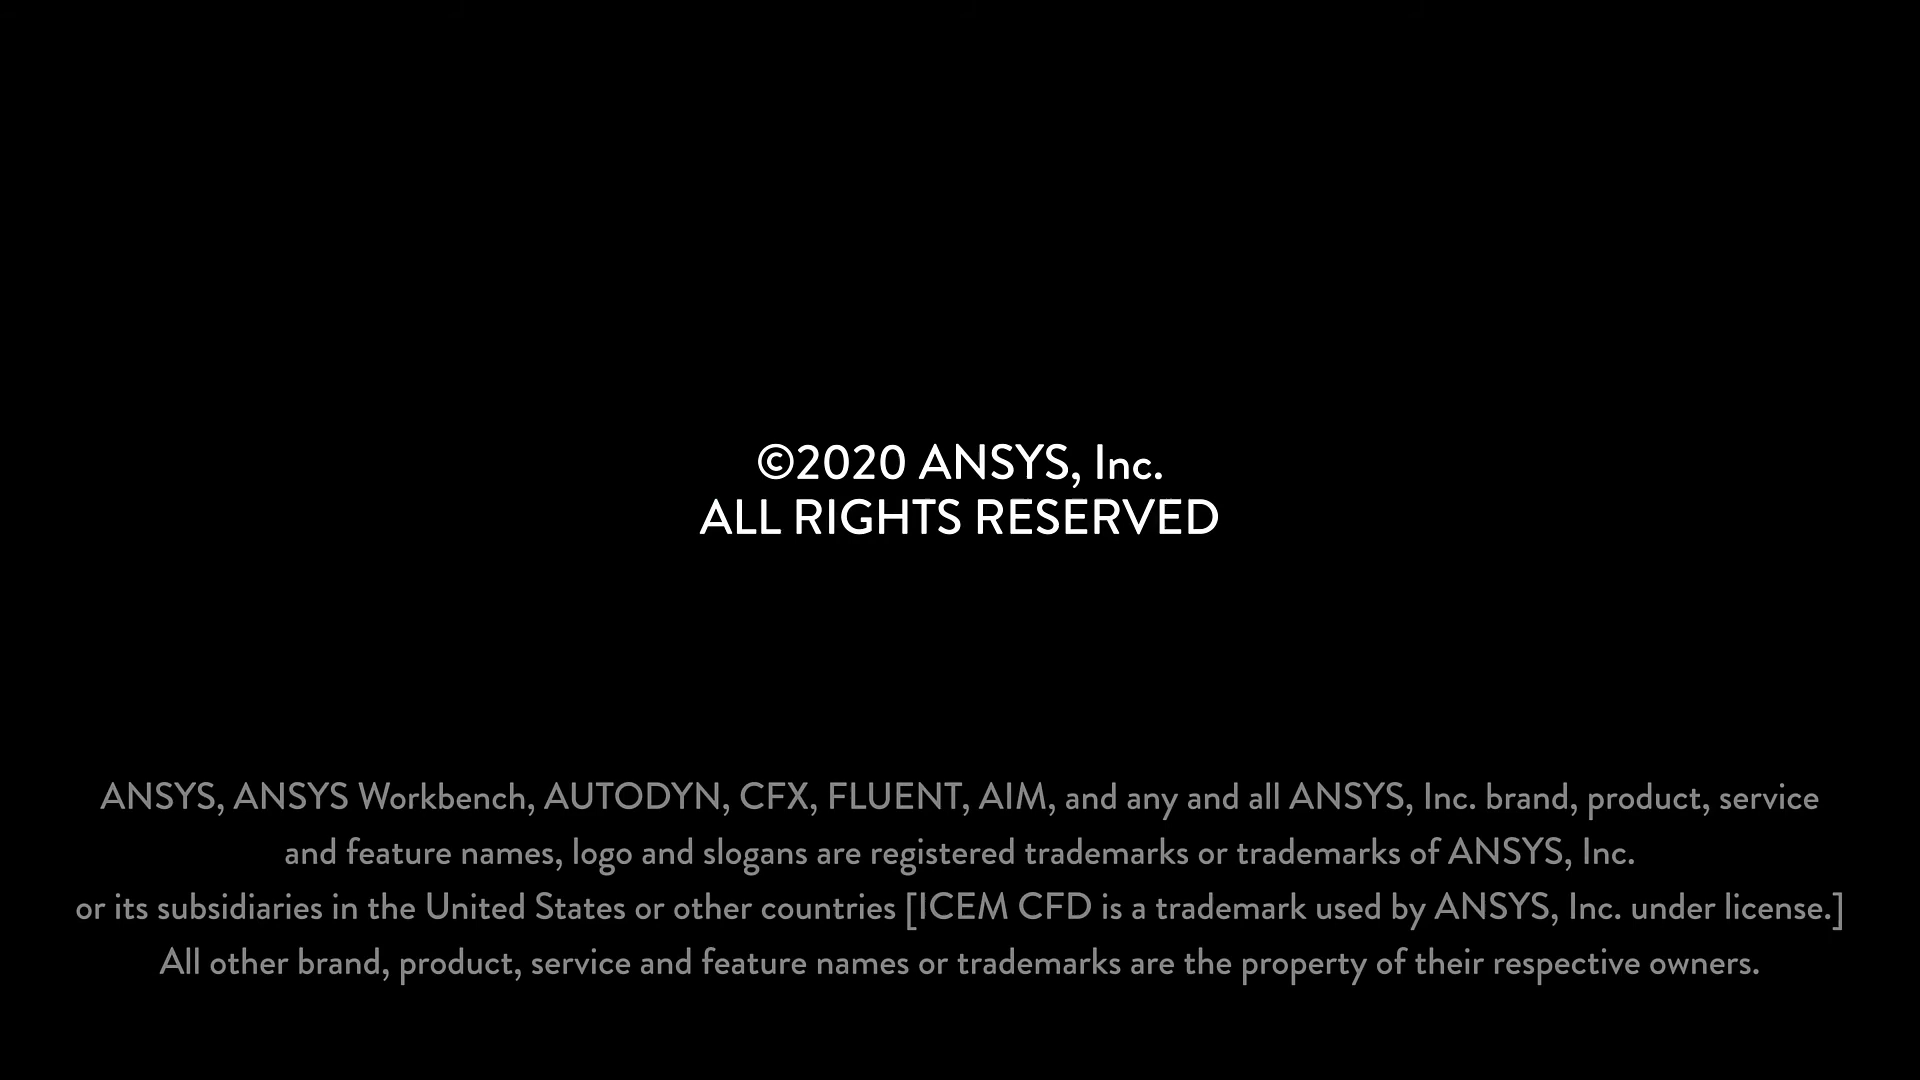 ©2020 ANSYS, Inc.
ALL RIGHTS RESERVED
ANSYS, ANSYS Workbench, AUTODYN, CFX, FLUENT, AIM, and any and all ANSYS, Inc. brand, product, service
and feature names, logo and slogans are registered trademarks or trademarks of ANSYS, Inc.
or its subsidiaries in the United States or other countries [ICEM CFD is a trademark used by ANSYS, Inc. under license.]
All other brand, product, service and feature names or trademarks are the property of their respective owners.